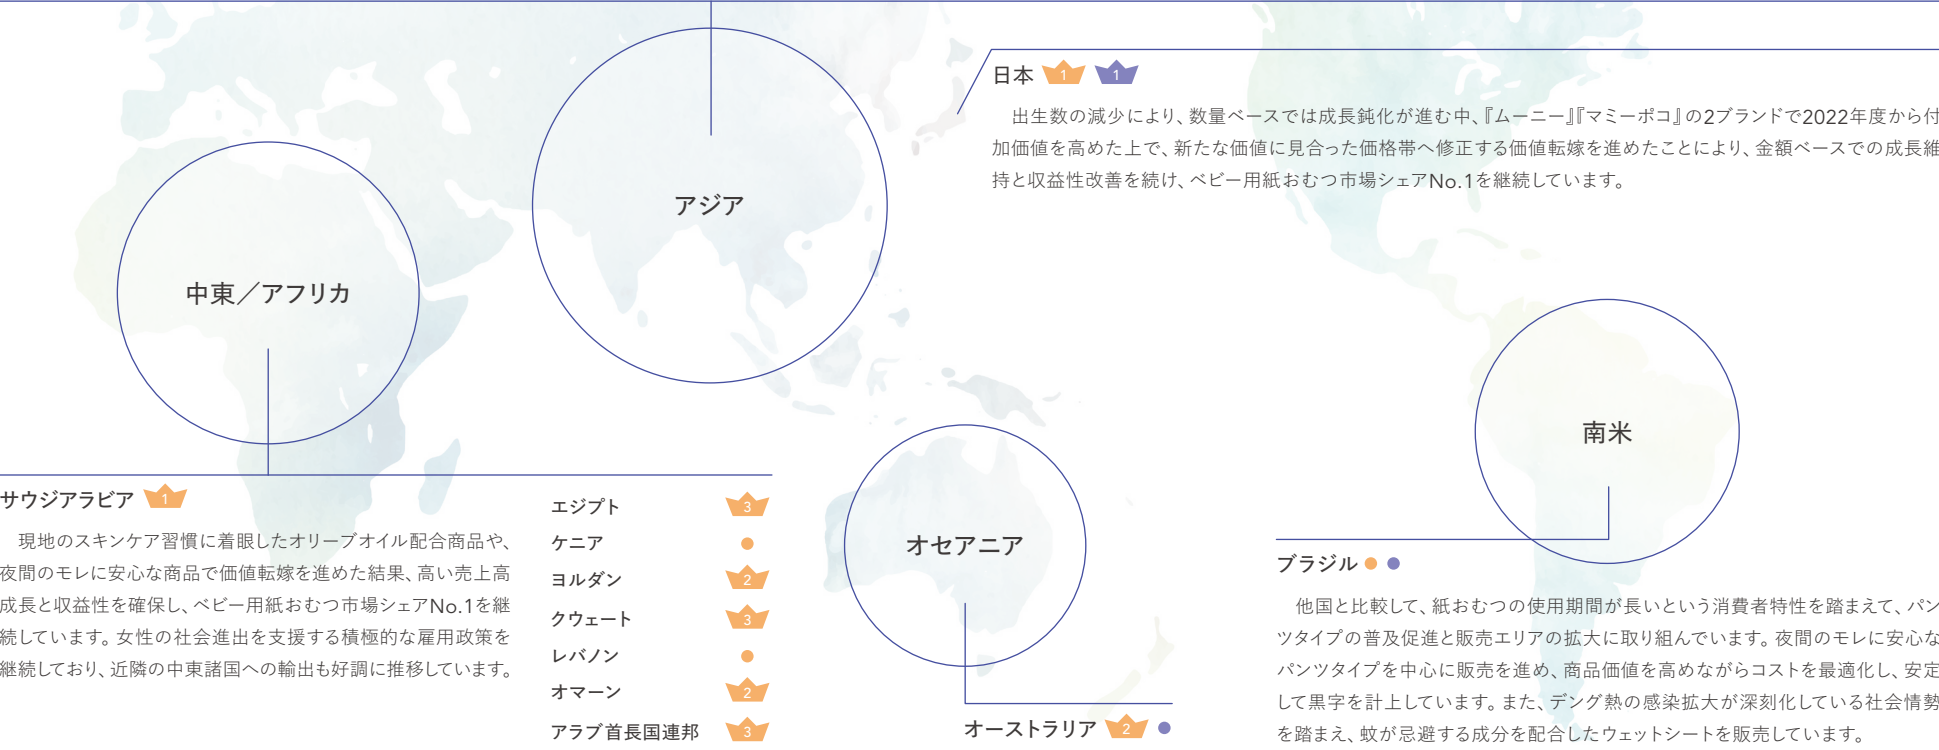 日本 1 1
出生数の減少により、数量ベースでは成長鈍化が進む中、『ムーニー』『マミーポコ』の2ブランドで2022年度から付
加価値を高めた上で、新たな価値に見合った価格帯へ修正する価値転嫁を進めたことにより、金額ベースでの成長維
持と収益性改善を続け、ベビー用紙おむつ市場シェアNo.1を継続しています。
アジア
中東／アフリカ
サウジアラビア 1
現地のスキンケア習慣に着眼したオリーブオイル配合商品や、
夜間のモレに安心な商品で価値転嫁を進めた結果、高い売上高
成長と収益性を確保し、ベビー用紙おむつ市場シェアNo.1を継
続しています。女性の社会進出を支援する積極的な雇用政策を
継続しており、近隣の中東諸国への輸出も好調に推移しています。
エジプト 3
ケニア
ヨルダン 2
クウェート 3
レバノン
オマーン 2
アラブ首長国連邦 3
オセアニア
オーストラリア 2
南米
ブラジル
他国と比較して、紙おむつの使用期間が長いという消費者特性を踏まえて、パン
ツタイプの普及促進と販売エリアの拡大に取り組んでいます。夜間のモレに安心な
パンツタイプを中心に販売を進め、商品価値を高めながらコストを最適化し、安定
して黒字を計上しています。また、デング熱の感染拡大が深刻化している社会情勢
を踏まえ、蚊が忌避する成分を配合したウェットシートを販売しています。